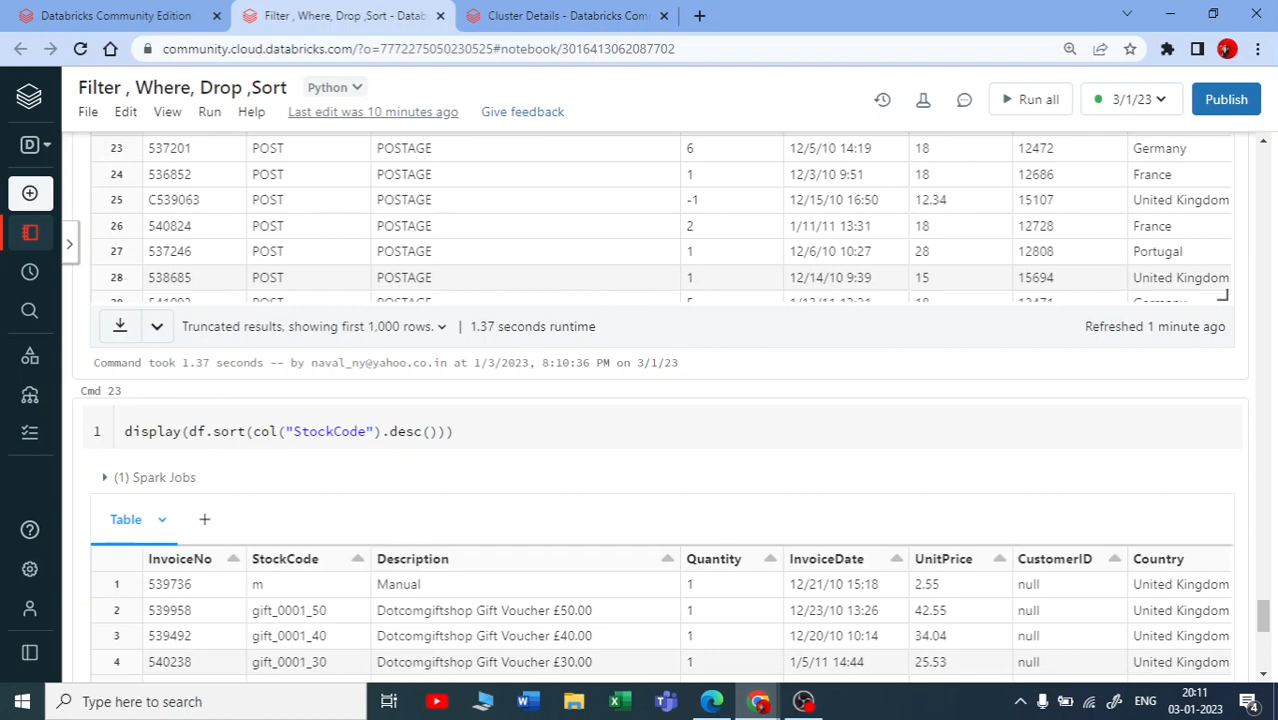 Databricks Community Edition
Filter , Where, Drop ,Sort - Datab
Cluster Details - Databricks Com
community.cloud.databricks.com/?o=7772275050230525#notebook/3016413062087702
Filter , Where, Drop ,Sort Python
File Edit View Run Help Last edit was 10 minutes ago Give feedback
Run all 3/1/23 Publish
D
23 537201 POST POSTAGE 6 12/5/10 14:19 18 12472 Germany
24 536852 POST POSTAGE 1 12/3/10 9:51 18 12686 France
25 C539063 POST POSTAGE -1 12/15/10 16:50 12.34 15107 United Kingdom
26 540824 POST POSTAGE 2 1/11/11 13:31 18 12728 France
27 537246 POST POSTAGE 1 12/6/10 10:27 28 12808 Portugal
28 538685 POST POSTAGE 1 12/14/10 9:39 15 15694 United Kingdom
Truncated results, showing first 1,000 rows. | 1.37 seconds runtime Refreshed 1 minute ago
Command took 1.37 seconds -- by naval_ny@yahoo.co.in at 1/3/2023, 8:10:36 PM on 3/1/23
Cmd 23
1 display(df.sort(col("StockCode").desc()))
(1) Spark Jobs
Table +
InvoiceNo StockCode Description Quantity InvoiceDate UnitPrice CustomerID Country
1 539736 m Manual 1 12/21/10 15:18 2.55 null United Kingdom
2 539958 gift_0001_50 Dotcomgiftshop Gift Voucher £50.00 1 12/23/10 13:26 42.55 null United Kingdom
3 539492 gift_0001_40 Dotcomgiftshop Gift Voucher £40.00 1 12/20/10 10:14 34.04 null United Kingdom
4 540238 gift_0001_30 Dotcomgiftshop Gift Voucher £30.00 1 1/5/11 14:44 25.53 null United Kingdom
Type here to search
ENG
20:11
03-01-2023
4